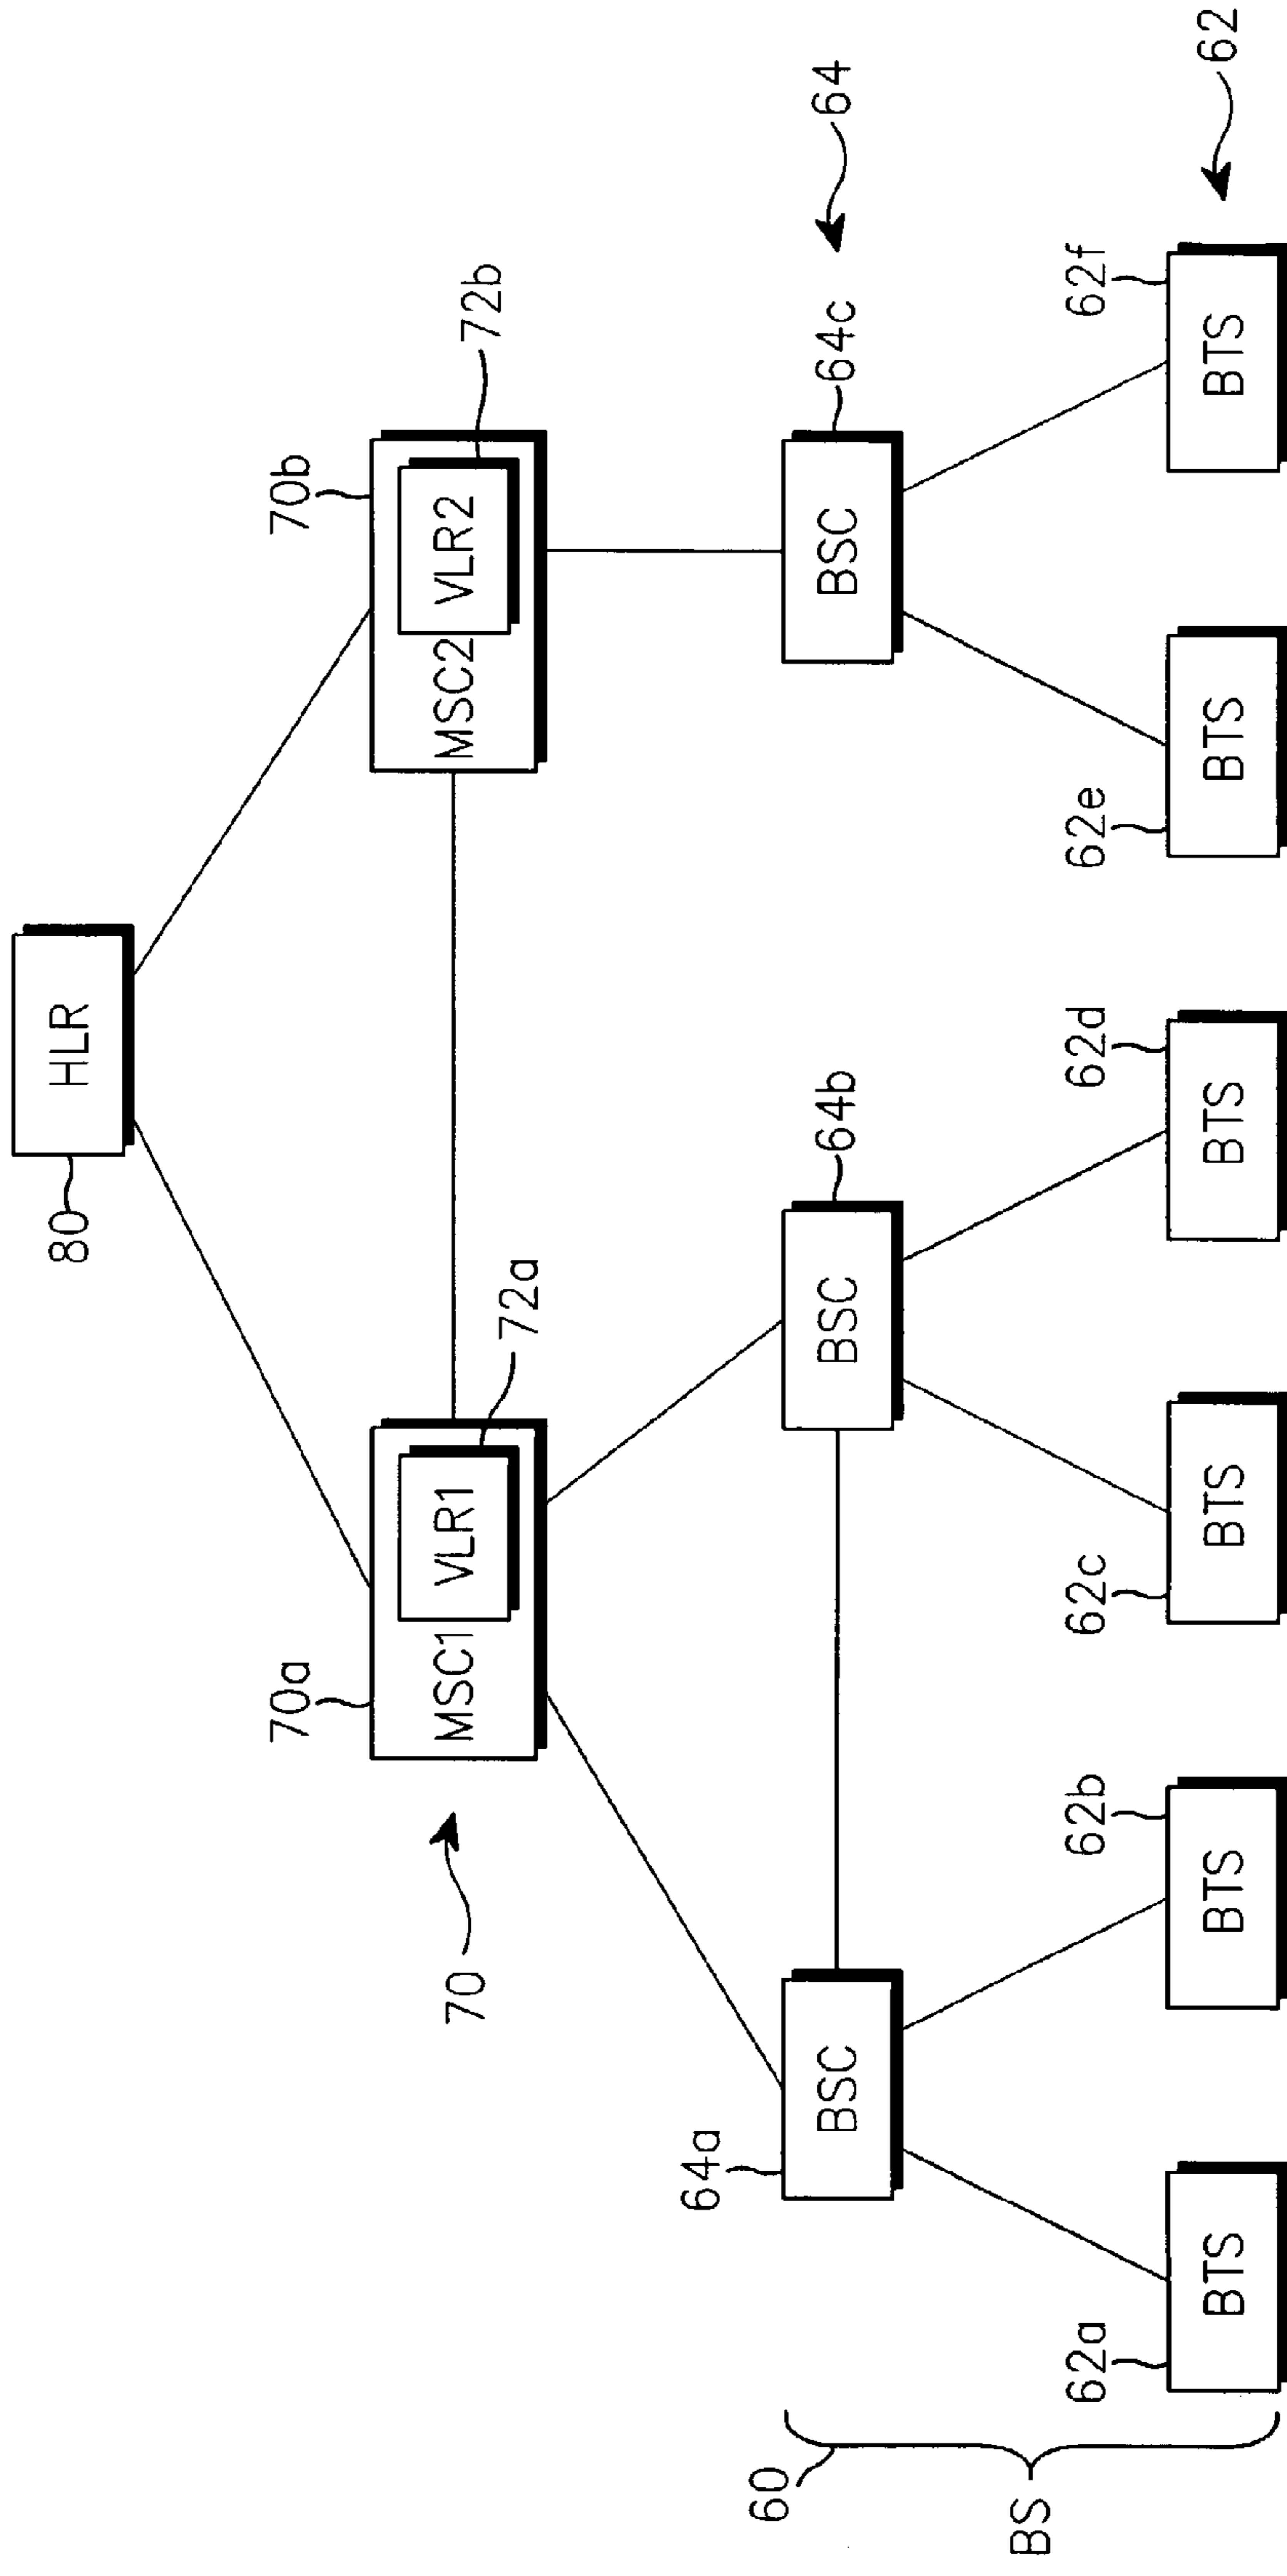 HLR
80
70a
70b
MSC1
VLR1
72a
MSC2
VLR2
72b
70
64a
BSC
BSC
64b
BSC
64c
64
60
BS
62a
BTS
62b
BTS
62c
BTS
62d
BTS
62e
BTS
62f
BTS
62